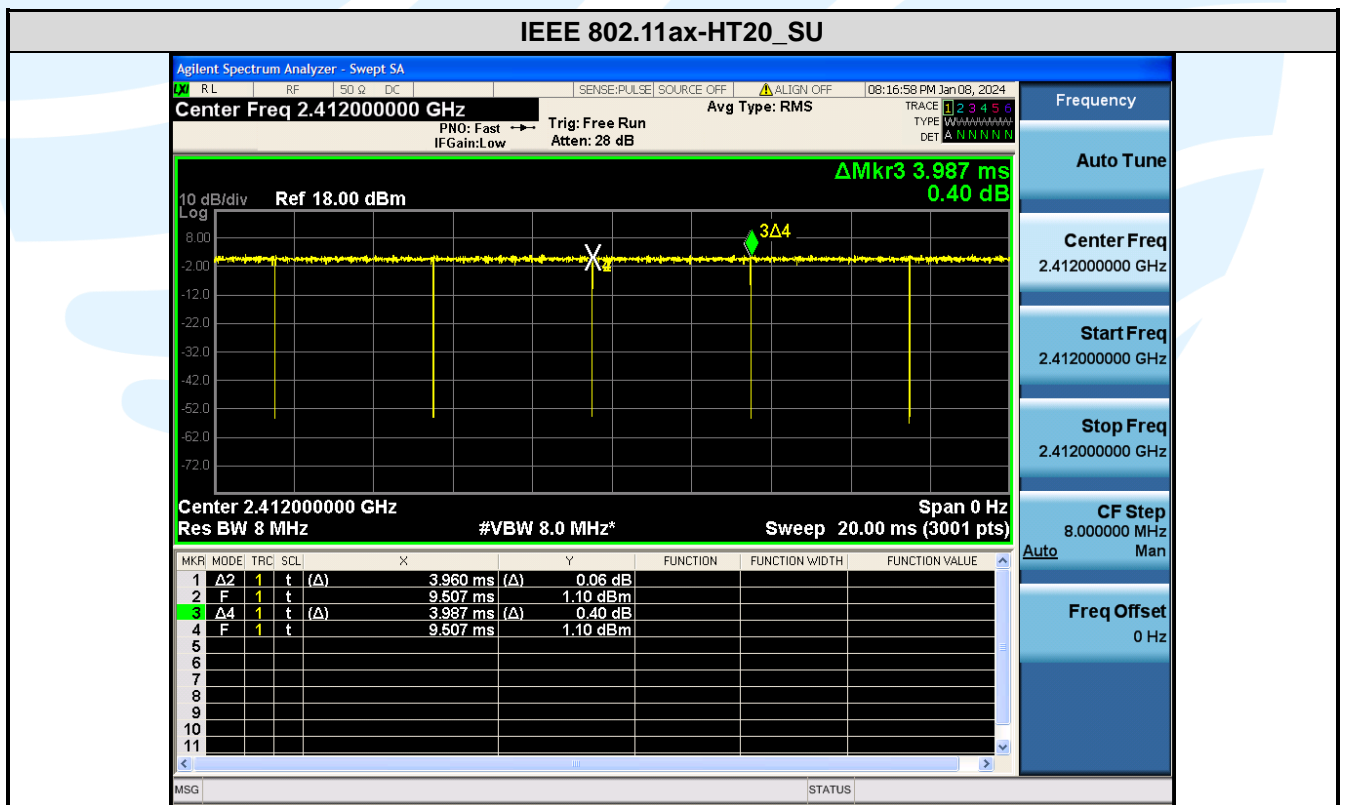 IEEE 802.11ax-HT20_SU
Agilent Spectrum Analyzer - Swept SA
LXI RL RF 50 Ω DC SENSE:PULSE SOURCE OFF ALIGN OFF 08:16:58 PM Jan 08, 2024
Center Freq 2.412000000 GHz Avg Type: RMS TRACE 1 2 3 4 5 6
PNO: Fast Trig: Free Run TYPE WWWWWW
IFGain:Low Atten: 28 dB DET A N N N N N
Frequency
Auto Tune
ΔMkr3 3.987 ms
10 dB/div Ref 18.00 dBm 0.40 dB
Log
8.00
-2.00
-12.0
-22.0
-32.0
-42.0
-52.0
-62.0
-72.0
3Δ4
X
4
Center 2.412000000 GHz Span 0 Hz
Res BW 8 MHz #VBW 8.0 MHz* Sweep 20.00 ms (3001 pts)
MKR MODE TRC SCL X Y FUNCTION FUNCTION WIDTH FUNCTION VALUE
1 Δ2 1 t (Δ) 3.960 ms (Δ) 0.06 dB
2 F 1 t 9.507 ms 1.10 dBm
3 Δ4 1 t (Δ) 3.987 ms (Δ) 0.40 dB
4 F 1 t 9.507 ms 1.10 dBm
5
6
7
8
9
10
11
Center Freq
2.412000000 GHz
Start Freq
2.412000000 GHz
Stop Freq
2.412000000 GHz
CF Step
8.000000 MHz
Auto Man
Freq Offset
0 Hz
MSG STATUS